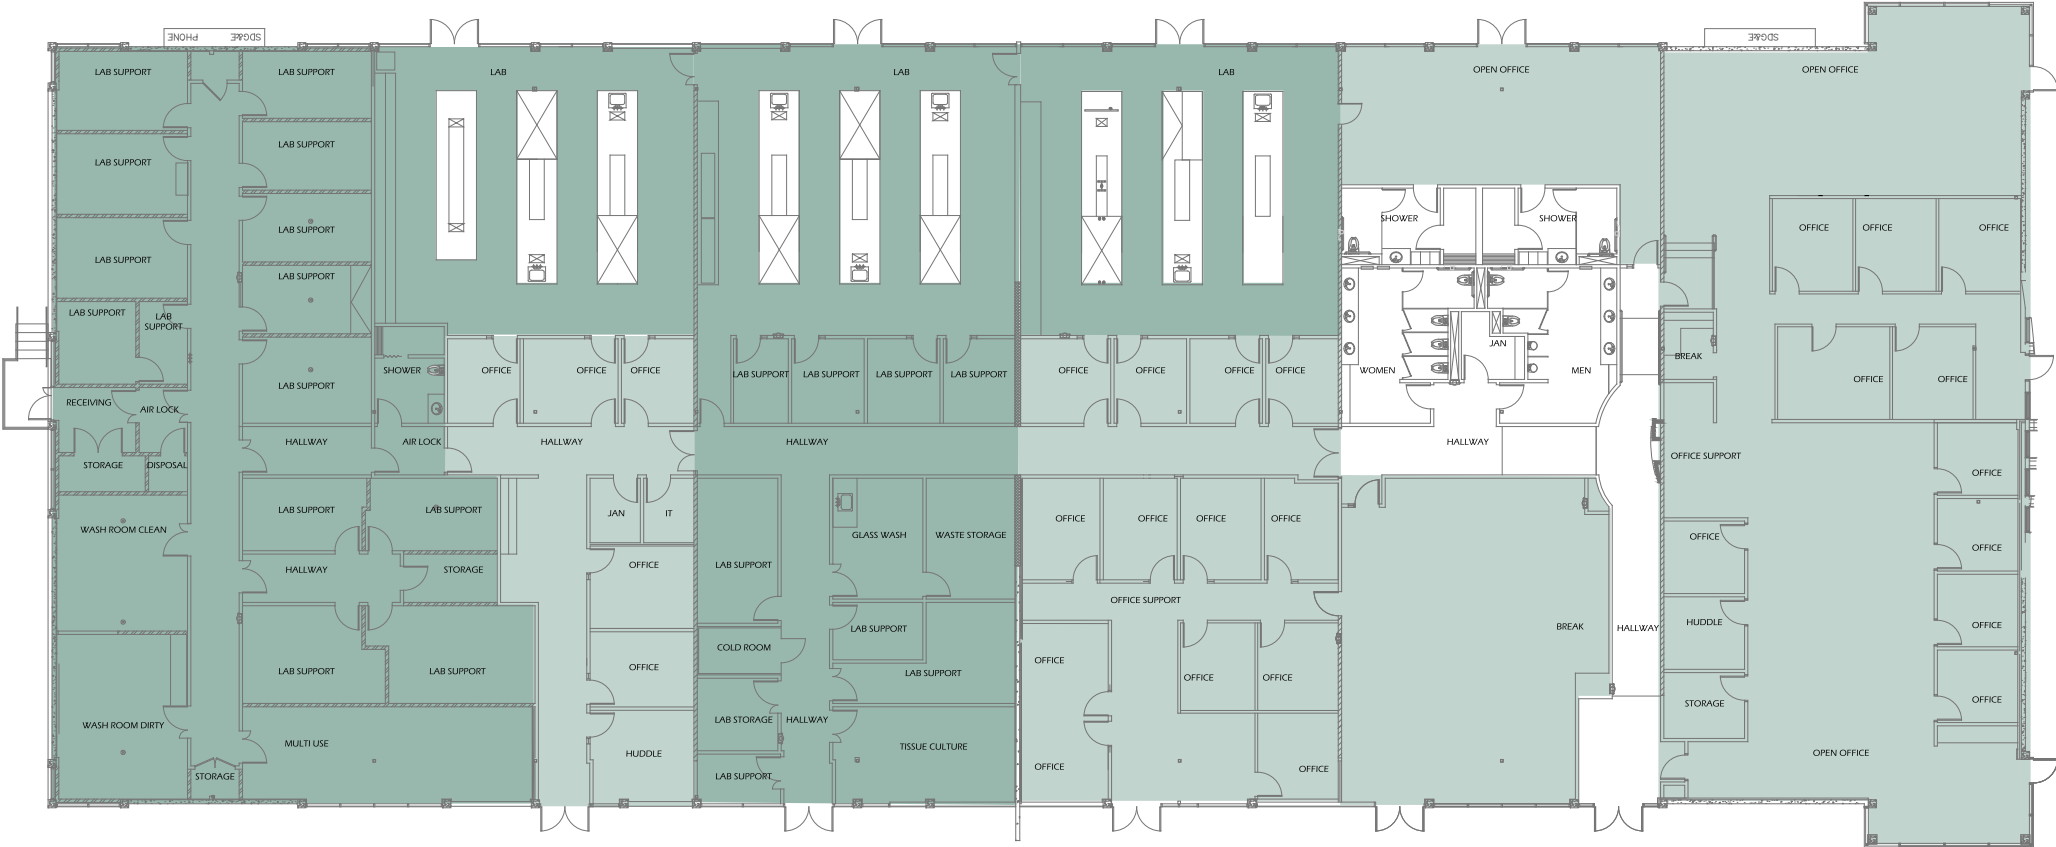 PHONE SDG&E
SDG&E
LAB SUPPORT
LAB SUPPORT
LAB
LAB
LAB
OPEN OFFICE
OPEN OFFICE
LAB SUPPORT
LAB SUPPORT
LAB SUPPORT
LAB SUPPORT
SHOWER
SHOWER
OFFICE
OFFICE
OFFICE
LAB SUPPORT
LAB SUPPORT
LAB SUPPORT
LAB
SUPPORT
JAN
BREAK
SHOWER
OFFICE
OFFICE
OFFICE
LAB SUPPORT
LAB SUPPORT
LAB SUPPORT
LAB SUPPORT
OFFICE
OFFICE
OFFICE
OFFICE
WOMEN
MEN
OFFICE
OFFICE
LAB SUPPORT
RECEIVING
AIR LOCK
HALLWAY
AIR LOCK
HALLWAY
HALLWAY
HALLWAY
OFFICE SUPPORT
STORAGE
DISPOSAL
OFFICE
LAB SUPPORT
LAB SUPPORT
JAN
IT
OFFICE
OFFICE
OFFICE
OFFICE
WASH ROOM CLEAN
GLASS WASH
WASTE STORAGE
OFFICE
OFFICE
HALLWAY
STORAGE
OFFICE
LAB SUPPORT
OFFICE SUPPORT
LAB SUPPORT
BREAK
HALLWAY
HUDDLE
OFFICE
COLD ROOM
OFFICE
OFFICE
LAB SUPPORT
LAB SUPPORT
LAB SUPPORT
OFFICE
OFFICE
STORAGE
OFFICE
WASH ROOM DIRTY
LAB STORAGE
HALLWAY
MULTI USE
HUDDLE
TISSUE CULTURE
OPEN OFFICE
STORAGE
LAB SUPPORT
OFFICE
OFFICE